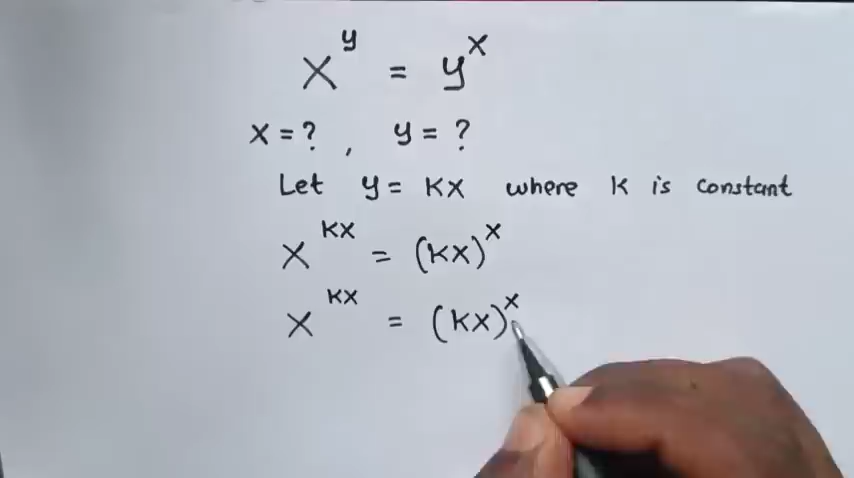 x^y = y^x
x = ? , y = ?
Let y = kx where k is constant
x^kx = (kx)^x
x^kx = (kx)^x